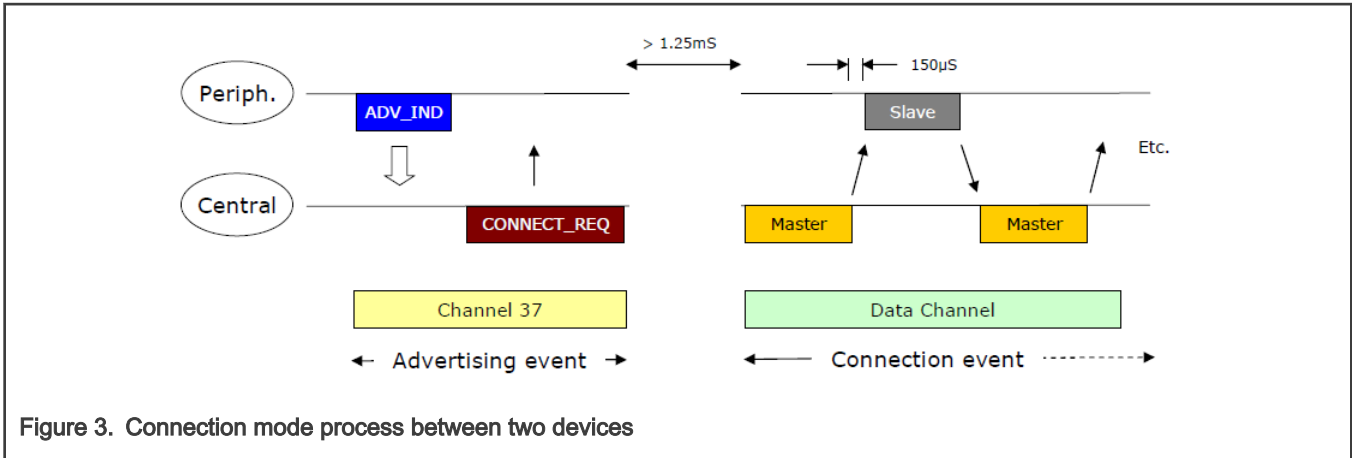 > 1.25mS
150µS
Periph.
ADV_IND
Slave
Etc.
Central
CONNECT_REQ
Master
Master
Channel 37
Data Channel
Advertising event
Connection event
Figure 3. Connection mode process between two devices